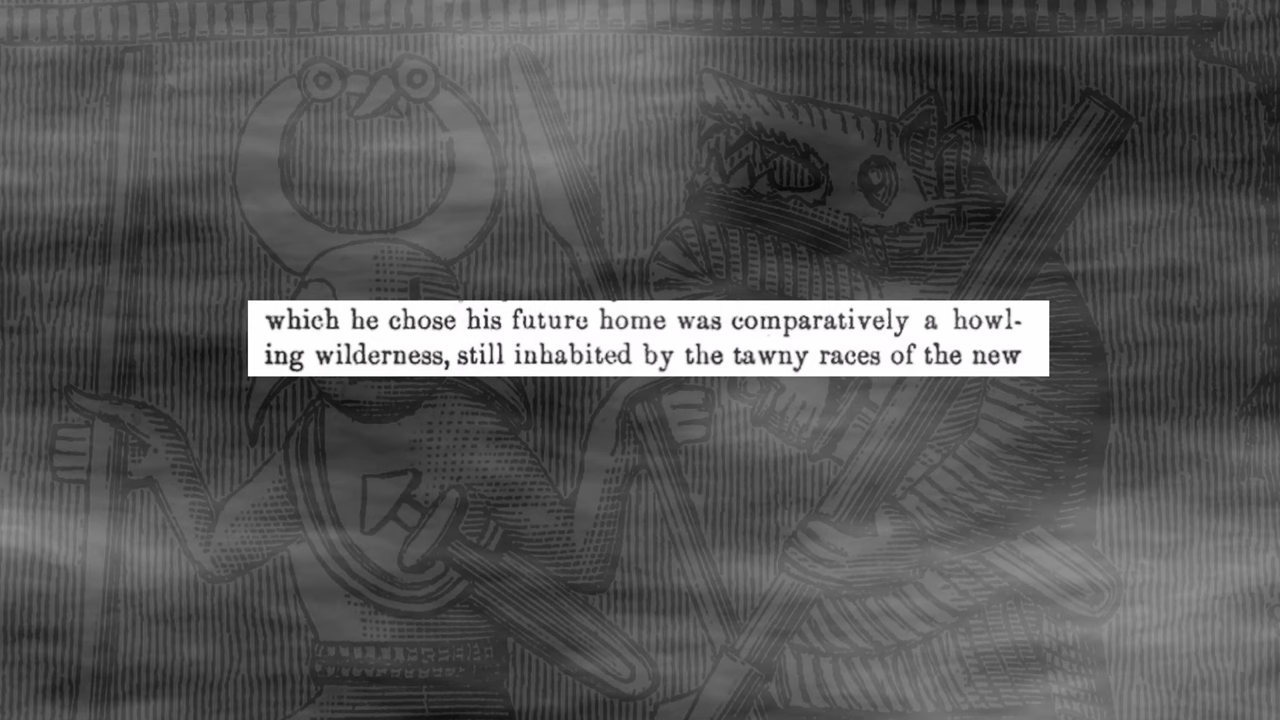 which he chose his future home was comparatively a howl-
ing wilderness, still inhabited by the tawny races of the new